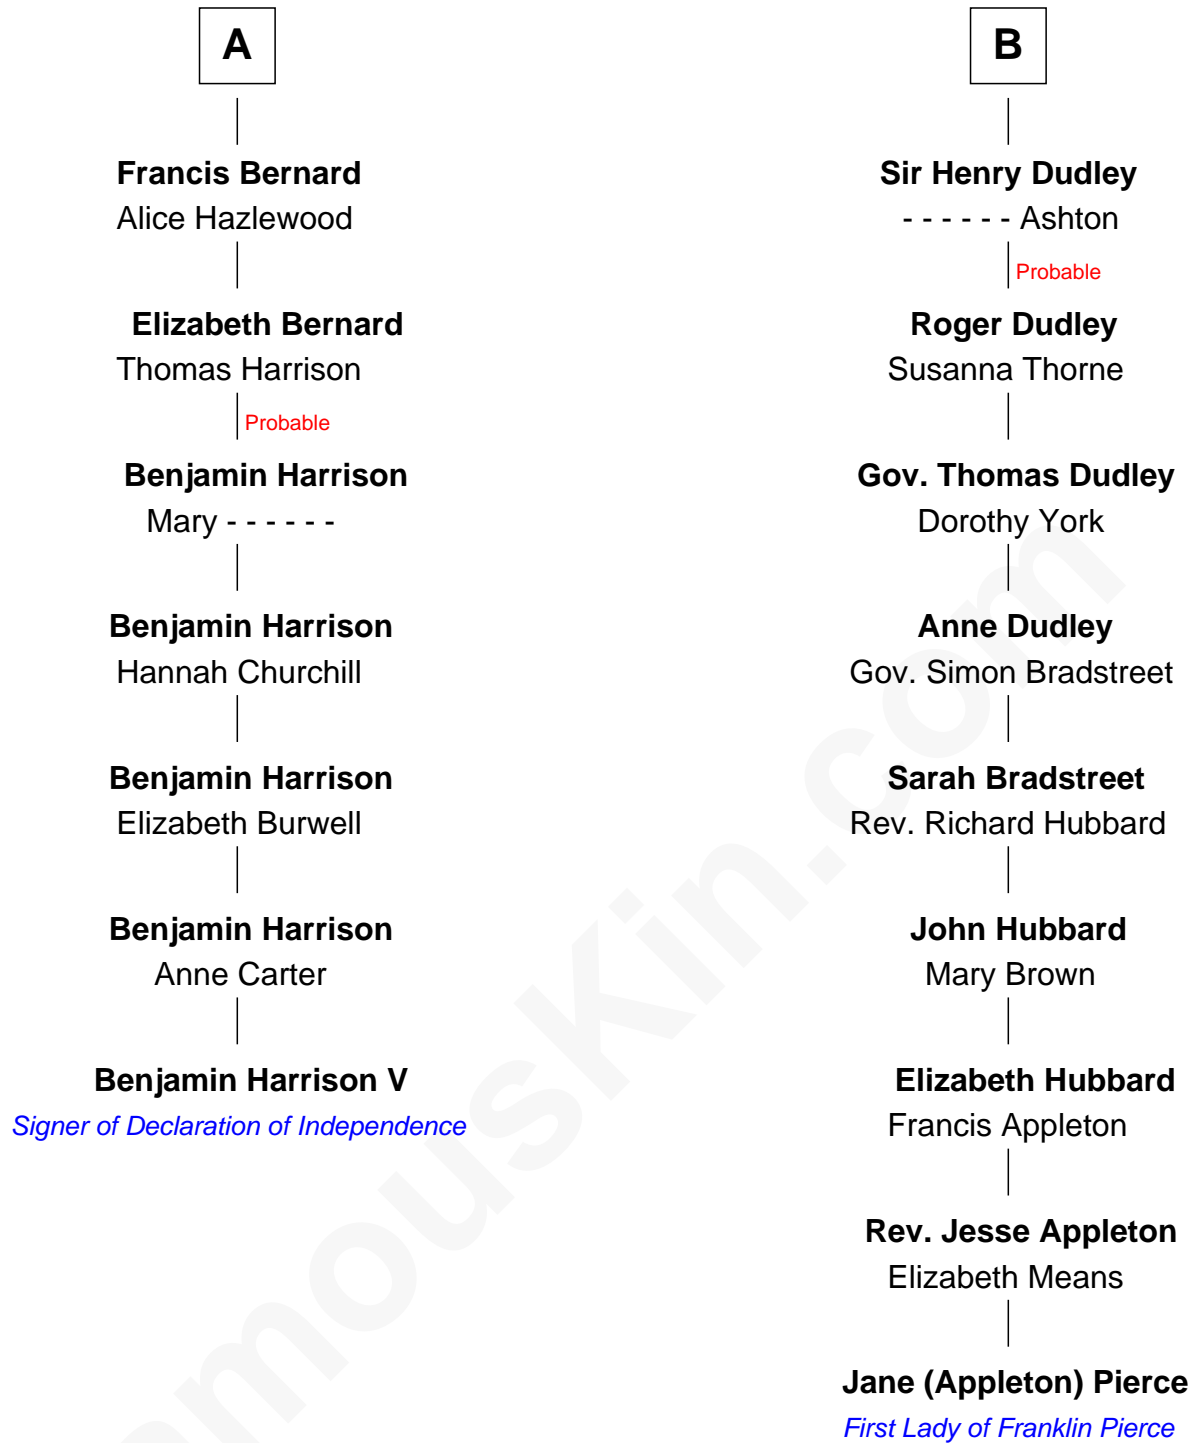 A
Francis Bernard
Alice Hazlewood
Elizabeth Bernard
Thomas Harrison
Probable
Benjamin Harrison
Mary - - - - - -
Benjamin Harrison
Hannah Churchill
Benjamin Harrison
Elizabeth Burwell
Benjamin Harrison
Anne Carter
Benjamin Harrison V
Signer of Declaration of Independence
B
Sir Henry Dudley
- - - - - - Ashton
Probable
Roger Dudley
Susanna Thorne
Gov. Thomas Dudley
Dorothy York
Anne Dudley
Gov. Simon Bradstreet
Sarah Bradstreet
Rev. Richard Hubbard
John Hubbard
Mary Brown
Elizabeth Hubbard
Francis Appleton
Rev. Jesse Appleton
Elizabeth Means
Jane (Appleton) Pierce
First Lady of Franklin Pierce
amousKin.com